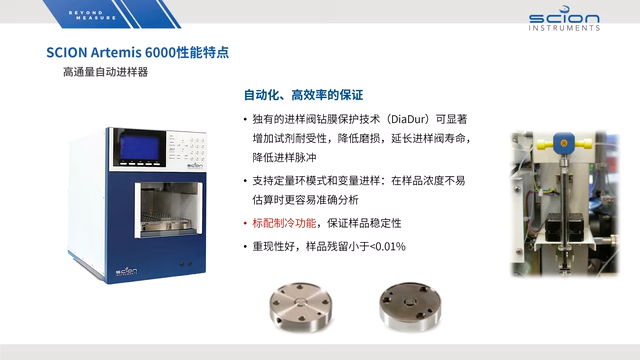 BEYOND
MEASURE
SCION
INSTRUMENTS
SCION Artemis 6000性能特点
高通量自动进样器
自动化、高效率的保证
• 独有的进样阀钻膜保护技术（DiaDur）可显著
增加试剂耐受性，降低磨损，延长进样阀寿命，
降低进样脉冲
• 支持定量环模式和变量进样：在样品浓度不易
估算时更容易准确分析
• 标配制冷功能，保证样品稳定性
• 重现性好，样品残留小于<0.01%
scion
scion